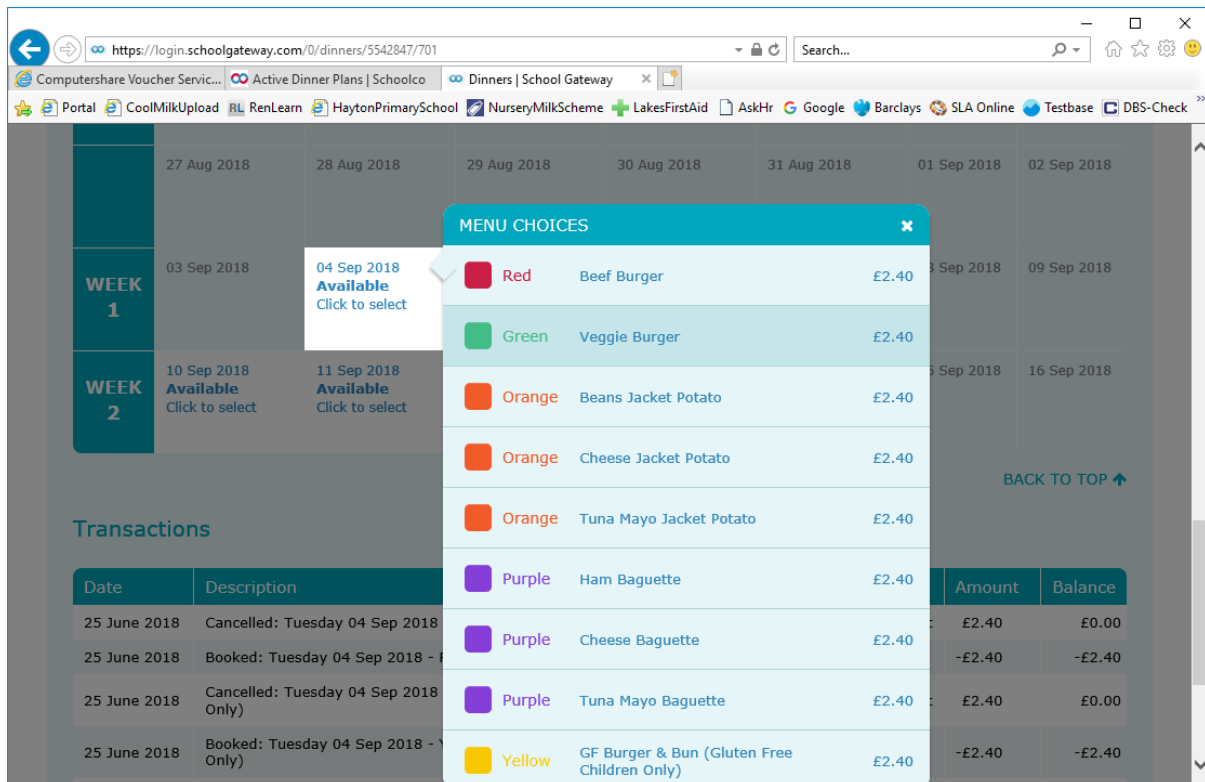 https://login.schoolgateway.com/0/dinners/5542847/701
Search...
Computershare Voucher Servic...
Active Dinner Plans | Schoolco
Dinners | School Gateway
Portal
CoolMilkUpload
RL RenLearn
HaytonPrimarySchool
NurseryMilkScheme
LakesFirstAid
AskHr
G Google
Barclays
SLA Online
Testbase
C DBS-Check
27 Aug 2018
28 Aug 2018
29 Aug 2018
30 Aug 2018
31 Aug 2018
01 Sep 2018
02 Sep 2018
WEEK
1
03 Sep 2018
04 Sep 2018
Available
Click to select
Sep 2018
09 Sep 2018
WEEK
2
10 Sep 2018
Available
Click to select
11 Sep 2018
Available
Click to select
Sep 2018
16 Sep 2018
MENU CHOICES
Red Beef Burger £2.40
Green Veggie Burger £2.40
Orange Beans Jacket Potato £2.40
Orange Cheese Jacket Potato £2.40
Orange Tuna Mayo Jacket Potato £2.40
Purple Ham Baguette £2.40
Purple Cheese Baguette £2.40
Purple Tuna Mayo Baguette £2.40
Yellow GF Burger & Bun (Gluten Free
Children Only) £2.40
BACK TO TOP
Transactions
Date Description Amount Balance
25 June 2018 Cancelled: Tuesday 04 Sep 2018 £2.40 £0.00
25 June 2018 Booked: Tuesday 04 Sep 2018 - -£2.40 -£2.40
25 June 2018 Cancelled: Tuesday 04 Sep 2018
Only) £2.40 £0.00
25 June 2018 Booked: Tuesday 04 Sep 2018 -
Only) -£2.40 -£2.40